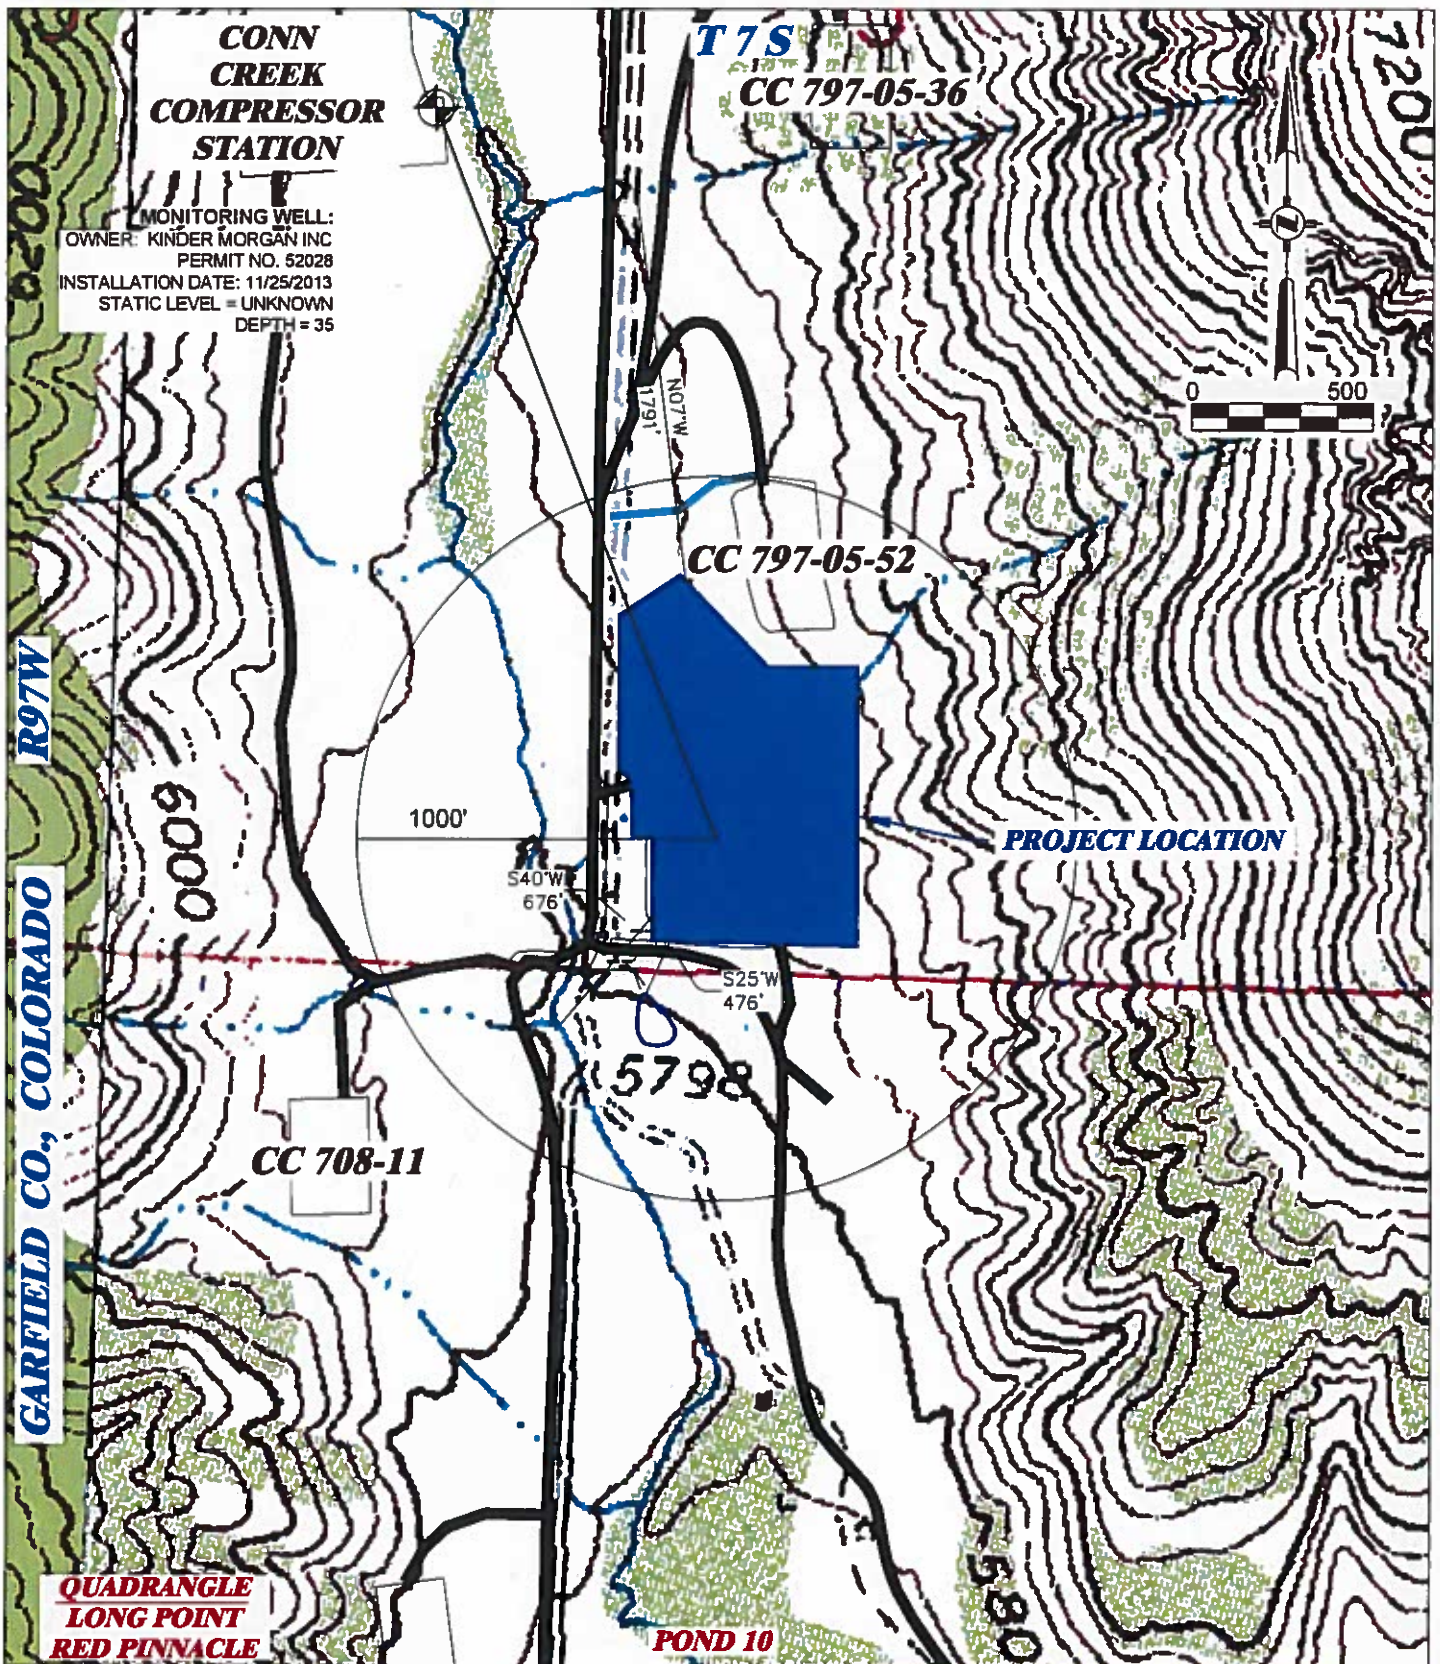 CONN
CREEK
COMPRESSOR
STATION
T 7 S
CC 797-05-36
7200
MONITORING WELL:
OWNER: KINDER MORGAN INC
PERMIT NO. 52028
INSTALLATION DATE: 11/25/2013
STATIC LEVEL = UNKNOWN
DEPTH = 35
N
0 500
N07°W
1791'
CC 797-05-52
R97W
6000
1000'
PROJECT LOCATION
S40°W
676'
S25°W
476'
5798
GARFIELD CO., COLORADO
CC 708-11
580
QUADRANGLE
LONG POINT
RED PINNACLE
POND 10